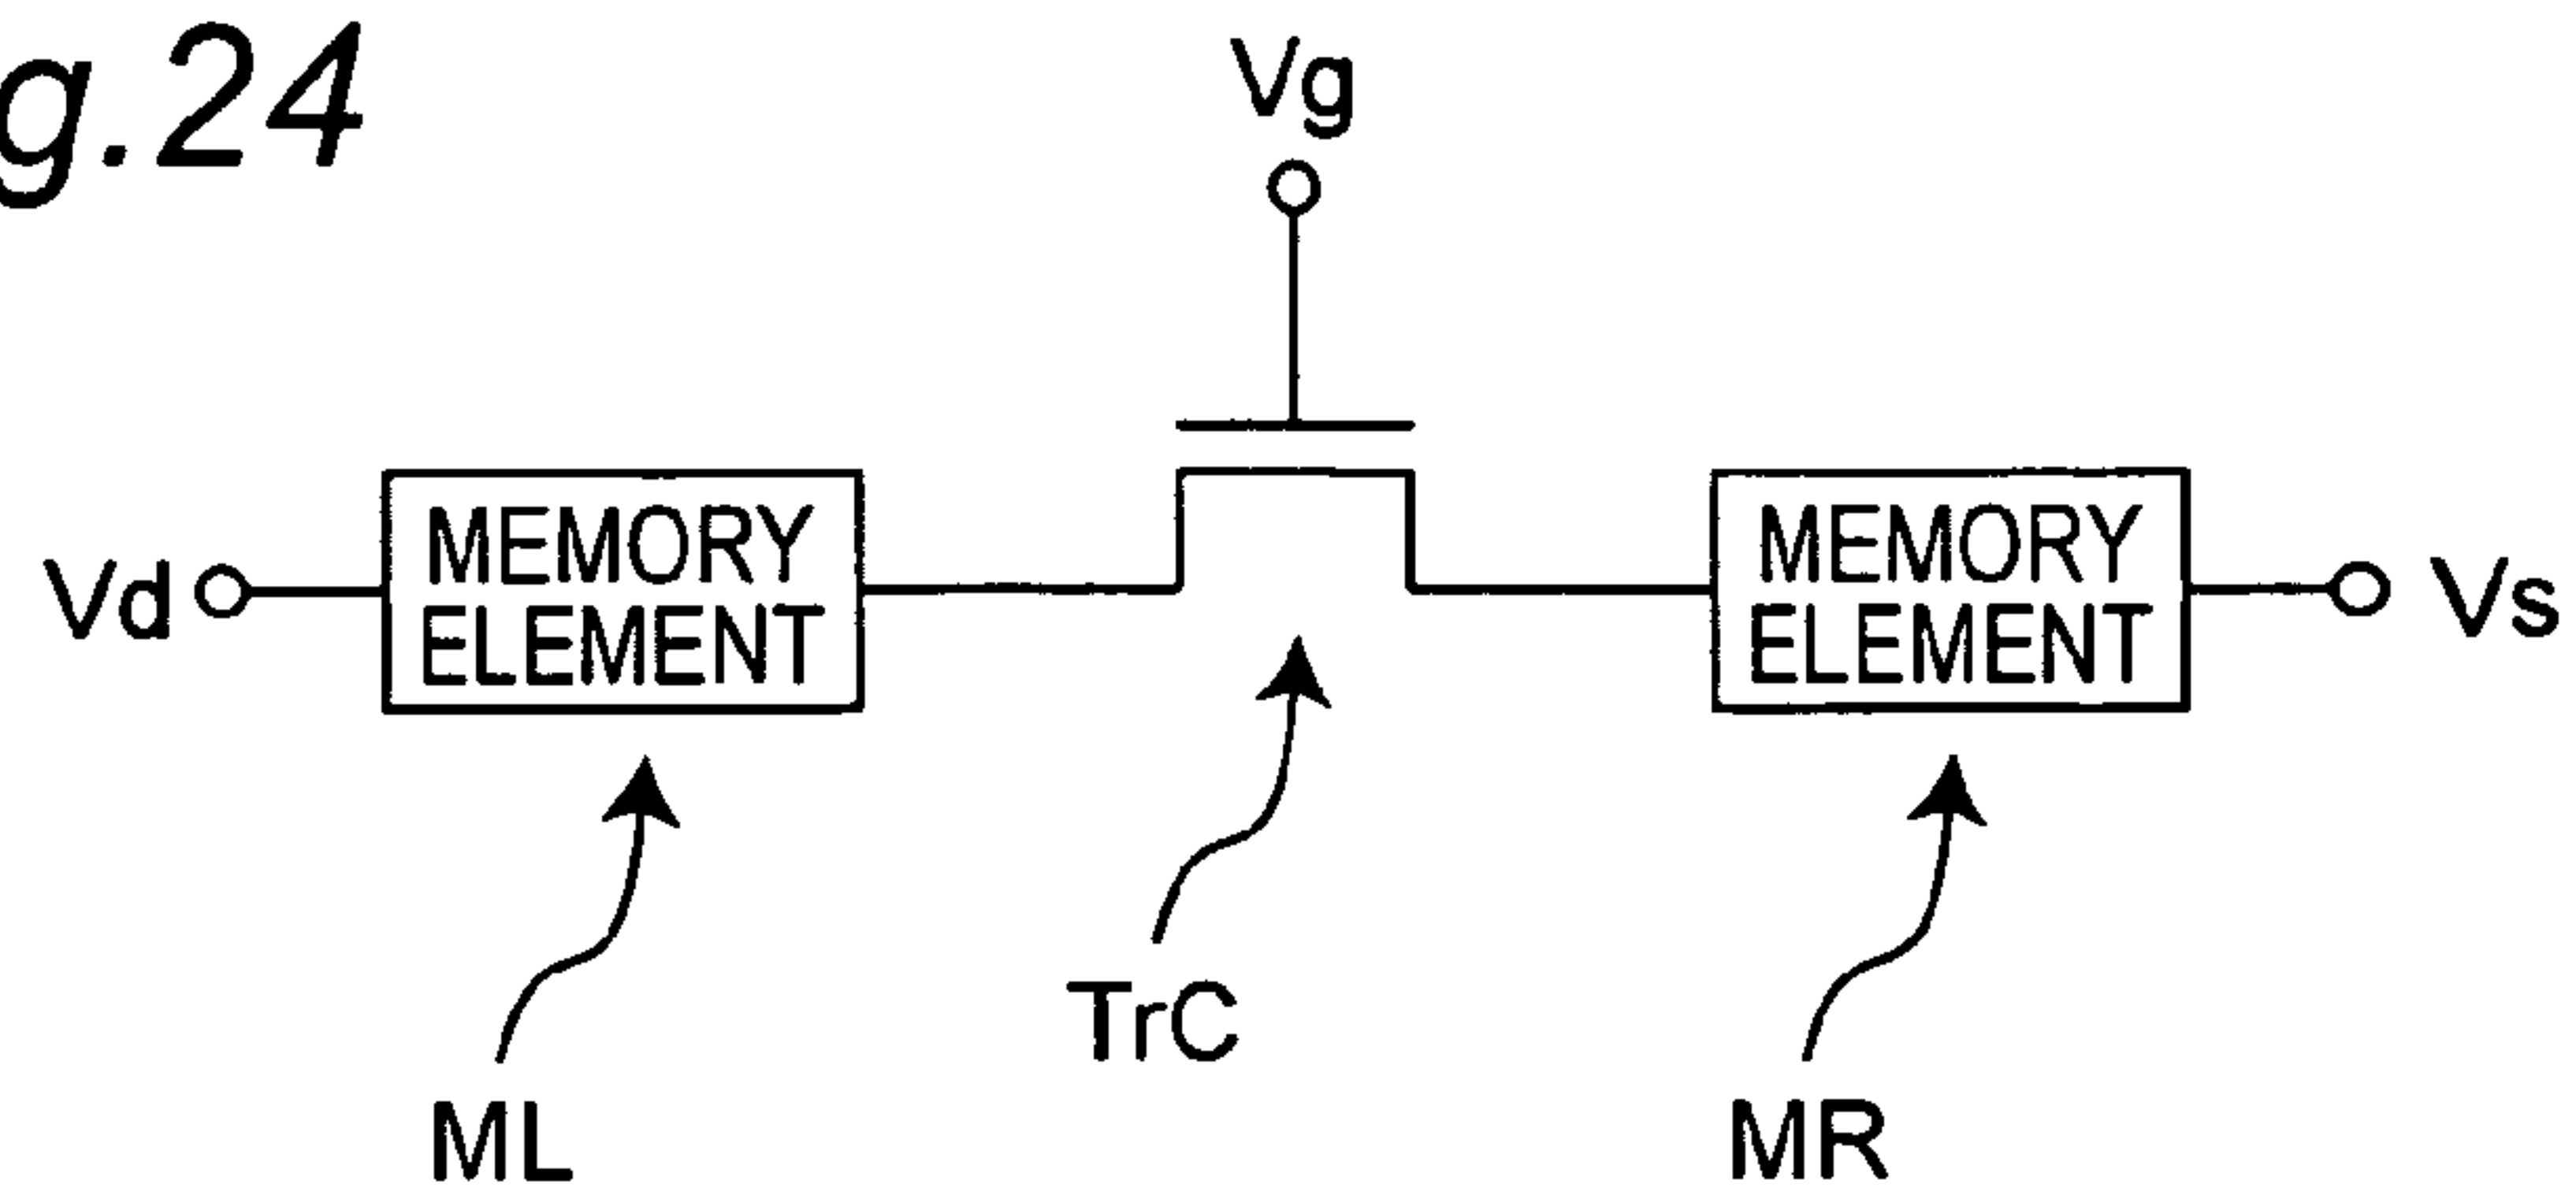 g.24
Vg
Vd
MEMORY
ELEMENT
MEMORY
ELEMENT
Vs
TrC
ML
MR